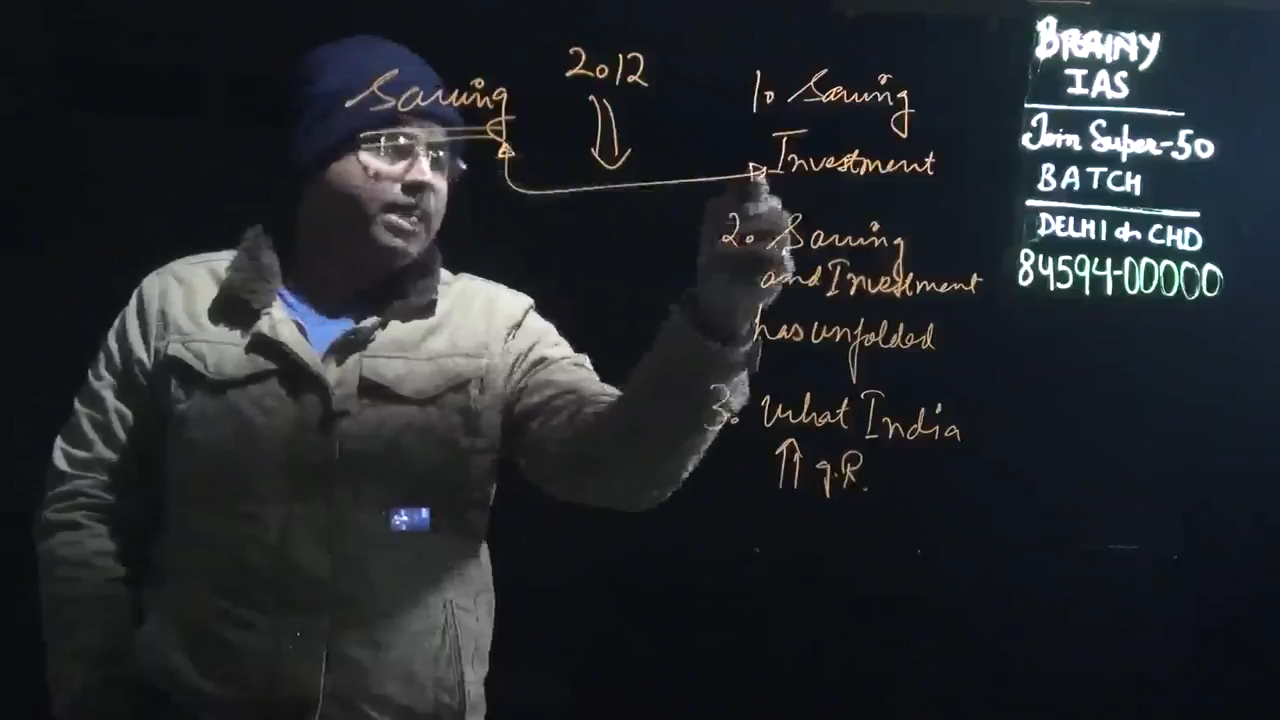 Saving
2012
1. Saving
Investment
2. Saving
and Investment
has unfolded
3. What India
g.R.
BRAINY
IAS
Join Super-50
BATCH
DELHI & CHD
84594-00000